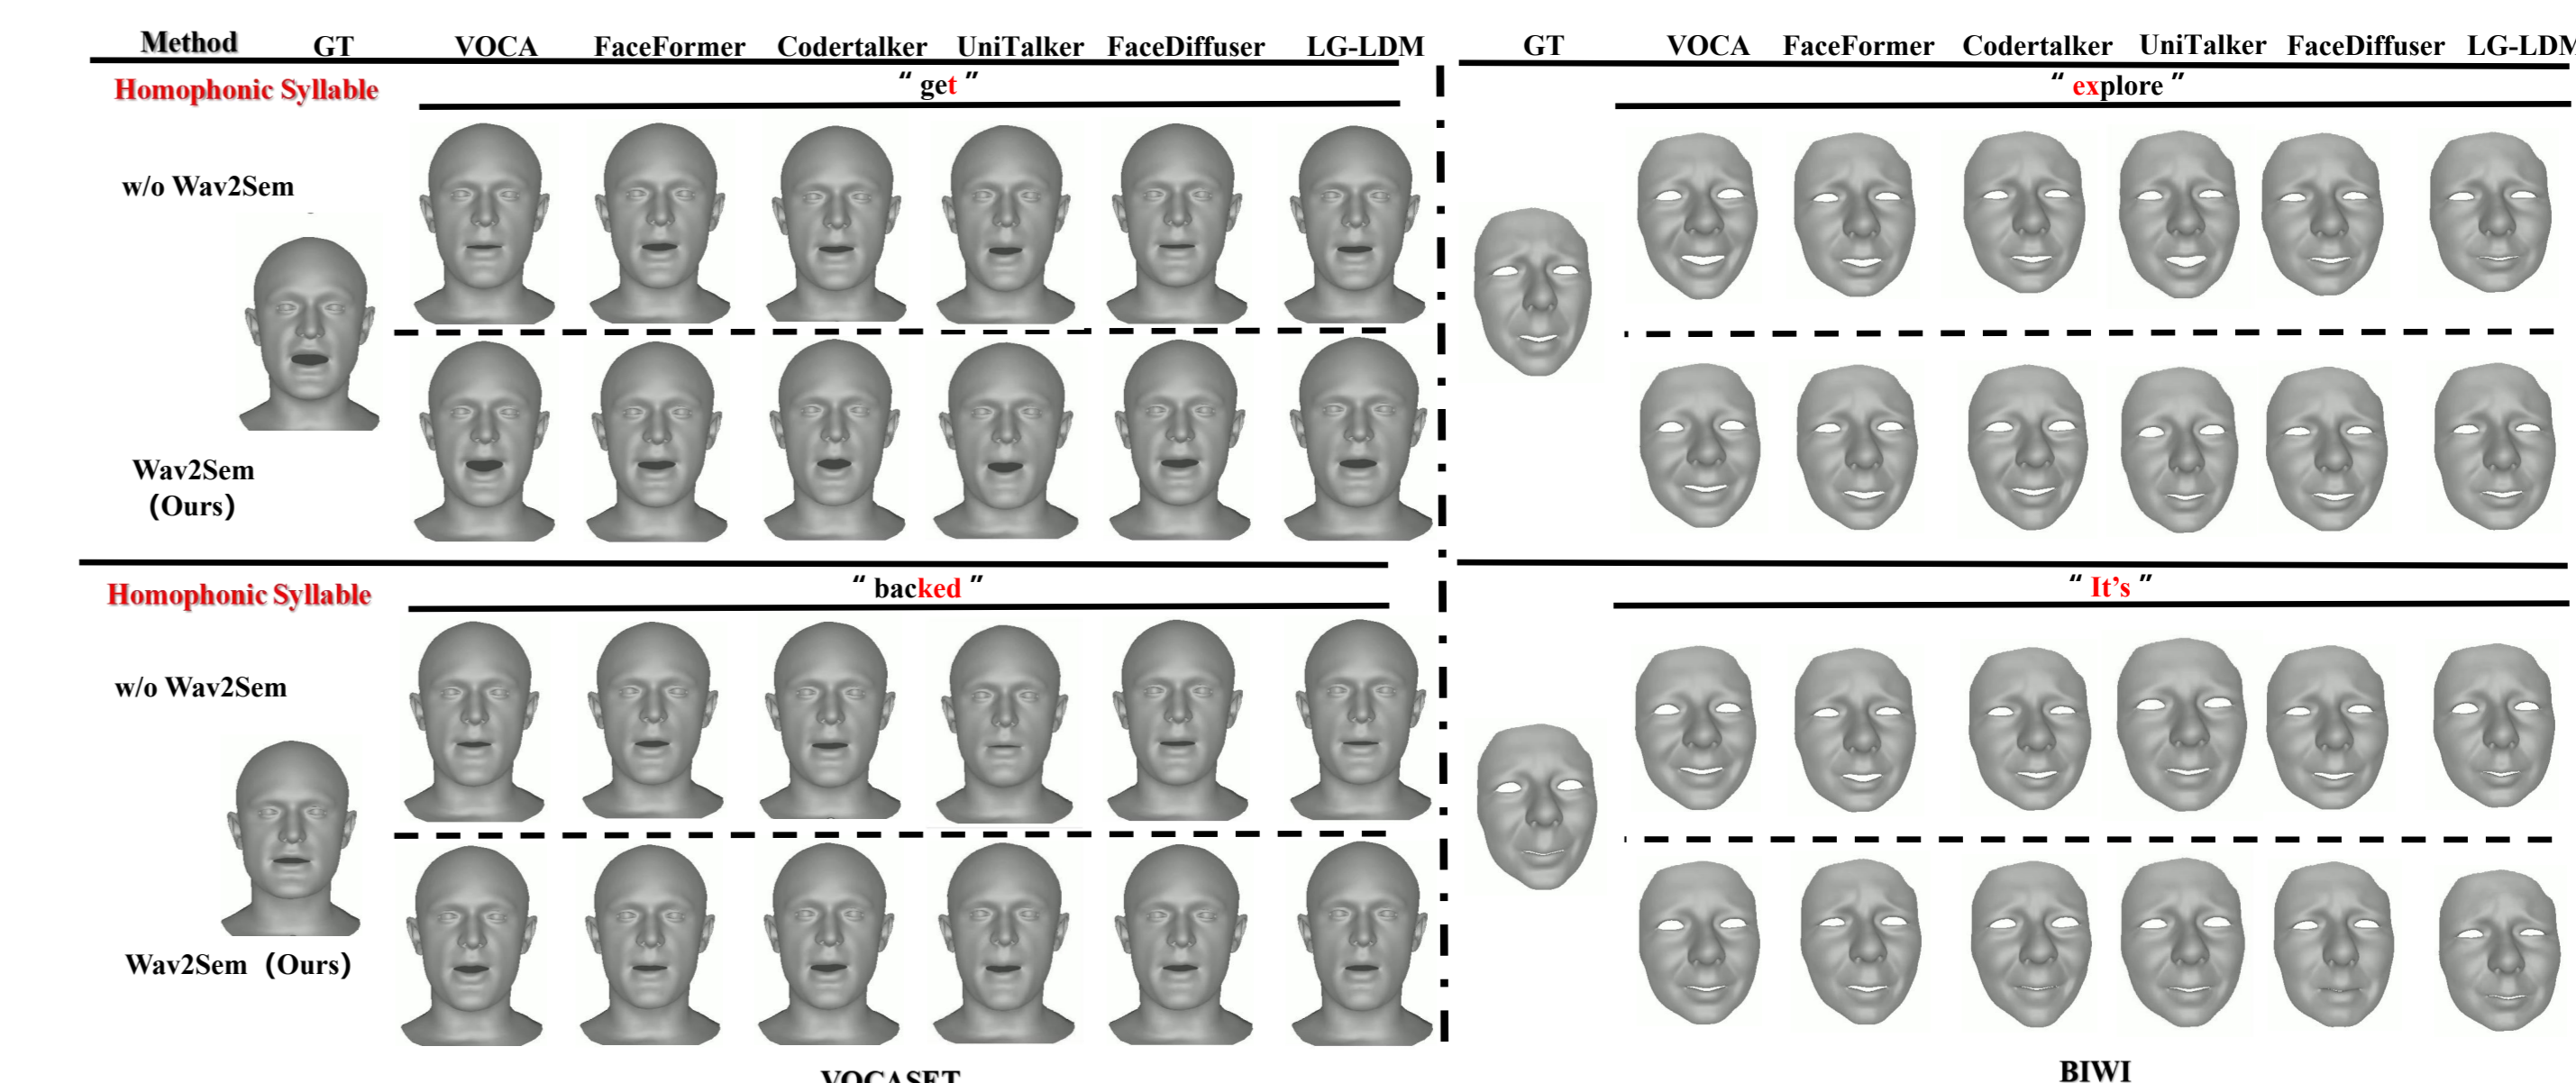 Method GT VOCA FaceFormer Codertalker UniTalker FaceDiffuser LG-LDM GT VOCA FaceFormer Codertalker UniTalker FaceDiffuser LG-LDM
Homophonic Syllable “ get ” “ explore ”
w/o Wav2Sem
Wav2Sem
(Ours)
Homophonic Syllable “ backed ” “ It’s ”
w/o Wav2Sem
Wav2Sem (Ours)
VOCASET BIWI